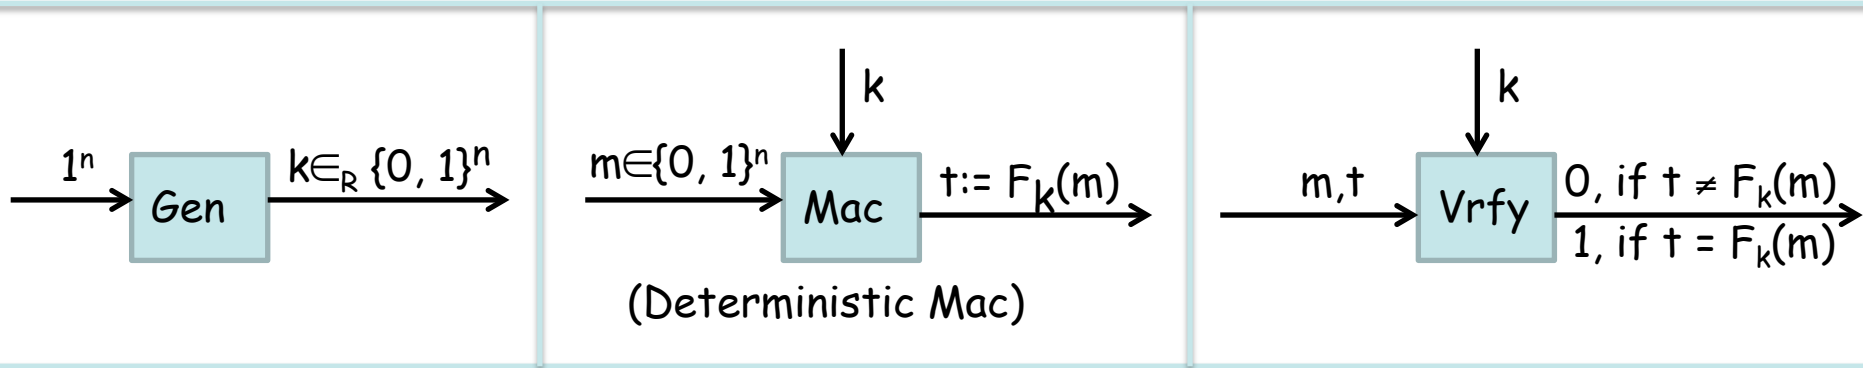 1ⁿ
Gen
k∈R {0, 1}ⁿ
k
m∈{0, 1}ⁿ
Mac
t:= Fk(m)
(Deterministic Mac)
k
m,t
Vrfy
0, if t ≠ Fk(m)
1, if t = Fk(m)